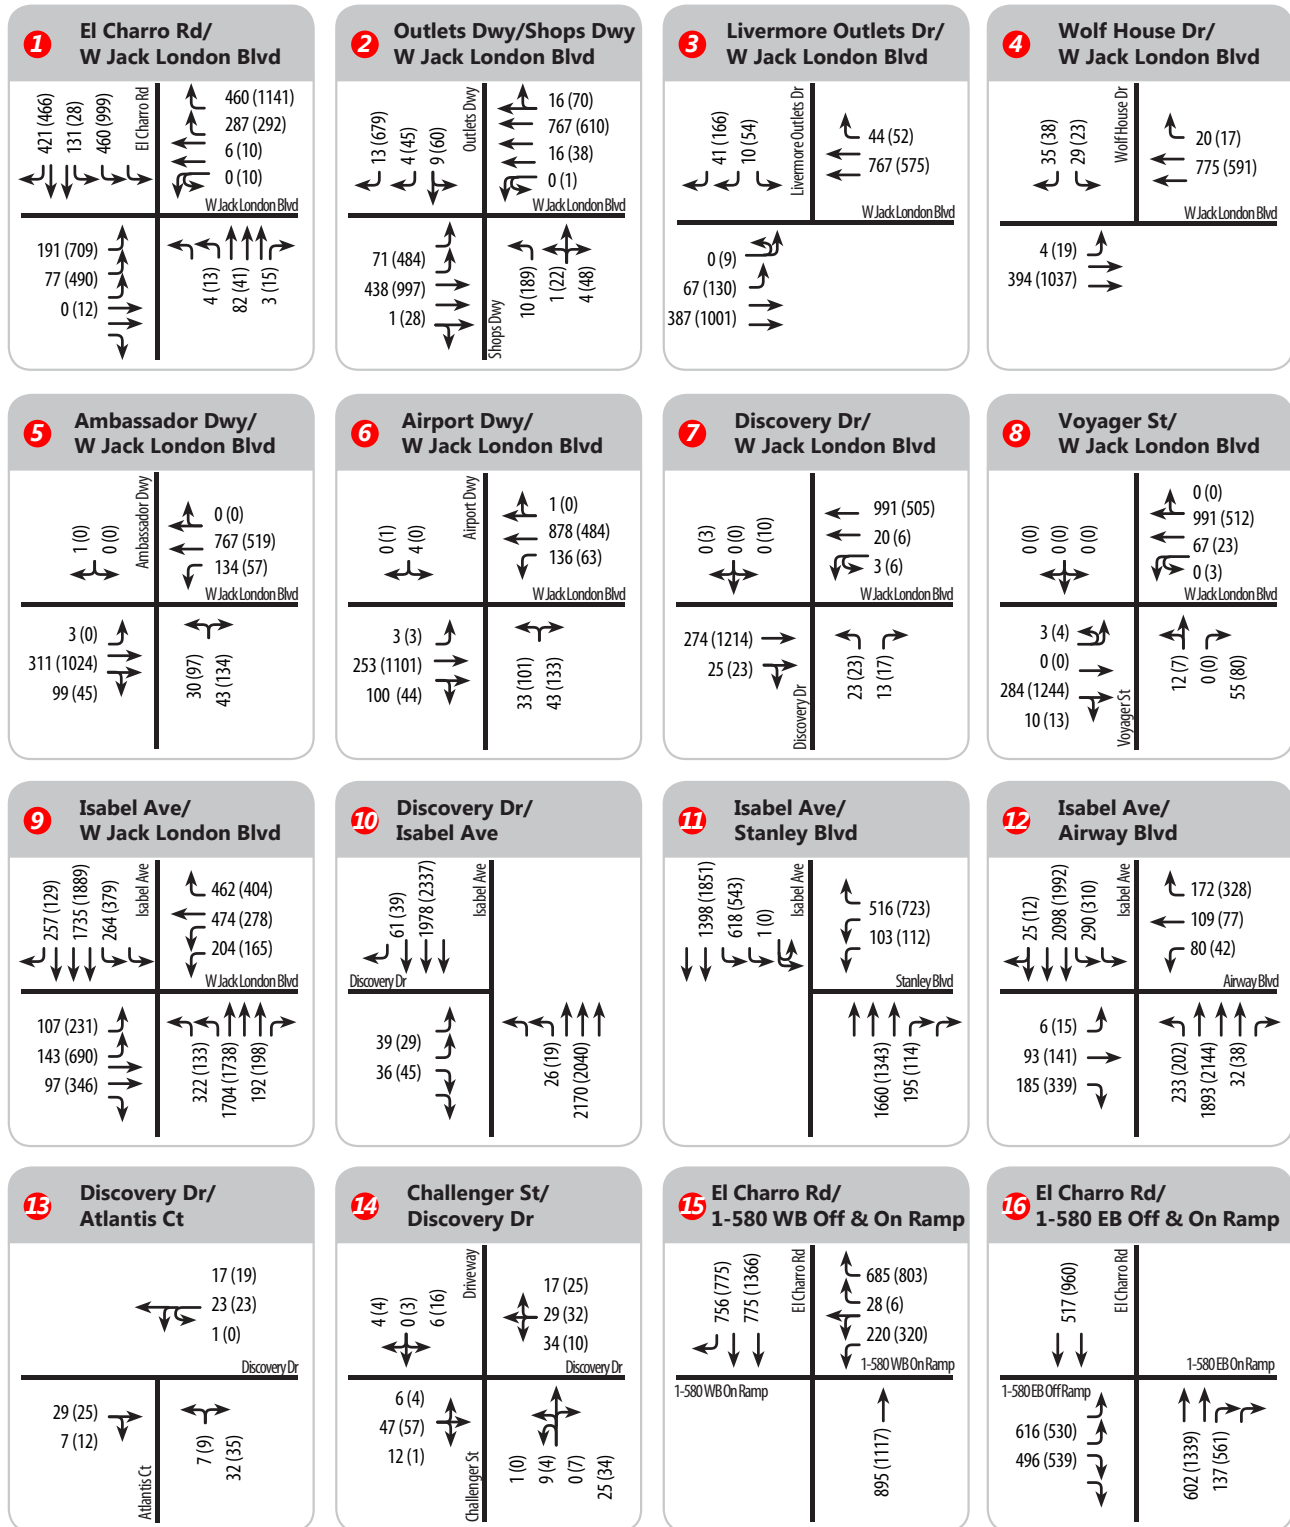 1
El Charro Rd/
W Jack London Blvd
421 (466)
131 (28)
460 (999)
El Charro Rd
460 (1141)
287 (292)
6 (10)
0 (10)
W Jack London Blvd
191 (709)
77 (490)
0 (12)
4 (13)
82 (41)
3 (15)
2
Outlets Dwy/Shops Dwy
W Jack London Blvd
13 (679)
4 (45)
9 (60)
Outlets Dwy
16 (70)
767 (610)
16 (38)
0 (1)
W Jack London Blvd
71 (484)
438 (997)
1 (28)
Shops Dwy
10 (189)
1 (22)
4 (48)
3
Livermore Outlets Dr/
W Jack London Blvd
41 (166)
10 (54)
Livermore Outlets Dr
44 (52)
767 (575)
W Jack London Blvd
0 (9)
67 (130)
387 (1001)
4
Wolf House Dr/
W Jack London Blvd
35 (38)
29 (23)
Wolf House Dr
20 (17)
775 (591)
W Jack London Blvd
4 (19)
394 (1037)
5
Ambassador Dwy/
W Jack London Blvd
1 (0)
0 (0)
Ambassador Dwy
0 (0)
767 (519)
134 (57)
W Jack London Blvd
3 (0)
311 (1024)
99 (45)
30 (97)
43 (134)
6
Airport Dwy/
W Jack London Blvd
0 (1)
4 (0)
Airport Dwy
1 (0)
878 (484)
136 (63)
W Jack London Blvd
3 (3)
253 (1101)
100 (44)
33 (101)
43 (133)
7
Discovery Dr/
W Jack London Blvd
0 (3)
0 (0)
0 (10)
991 (505)
20 (6)
3 (6)
W Jack London Blvd
274 (1214)
25 (23)
Discovery Dr
23 (23)
13 (17)
8
Voyager St/
W Jack London Blvd
0 (0)
0 (0)
0 (0)
0 (0)
991 (512)
67 (23)
0 (3)
W Jack London Blvd
3 (4)
0 (0)
284 (1244)
10 (13)
Voyager St
12 (7)
0 (0)
55 (80)
9
Isabel Ave/
W Jack London Blvd
257 (129)
1735 (1889)
264 (379)
Isabel Ave
462 (404)
474 (278)
204 (165)
W Jack London Blvd
107 (231)
143 (690)
97 (346)
322 (133)
1704 (1738)
192 (198)
10
Discovery Dr/
Isabel Ave
61 (39)
1978 (2337)
Isabel Ave
Discovery Dr
39 (29)
36 (45)
26 (19)
2170 (2040)
11
Isabel Ave/
Stanley Blvd
1398 (1851)
618 (543)
1 (0)
Isabel Ave
516 (723)
103 (112)
Stanley Blvd
1660 (1343)
195 (114)
12
Isabel Ave/
Airway Blvd
25 (12)
2098 (1992)
290 (310)
Isabel Ave
172 (328)
109 (77)
80 (42)
Airway Blvd
6 (15)
93 (141)
185 (339)
233 (202)
1893 (2144)
32 (38)
13
Discovery Dr/
Atlantis Ct
17 (19)
23 (23)
1 (0)
Discovery Dr
29 (25)
7 (12)
Atlantis Ct
7 (9)
32 (35)
14
Challenger St/
Discovery Dr
4 (4)
0 (3)
6 (16)
Driveway
17 (25)
29 (32)
34 (10)
Discovery Dr
6 (4)
47 (57)
12 (1)
Challenger St
1 (0)
9 (4)
0 (7)
25 (34)
15
El Charro Rd/
1-580 WB Off & On Ramp
756 (775)
775 (1366)
El Charro Rd
685 (803)
28 (6)
220 (320)
1-580 WB On Ramp
1-580 WB On Ramp
895 (1117)
16
El Charro Rd/
1-580 EB Off & On Ramp
517 (960)
El Charro Rd
1-580 EB On Ramp
1-580 EB Off Ramp
616 (530)
496 (539)
602 (1339)
137 (561)